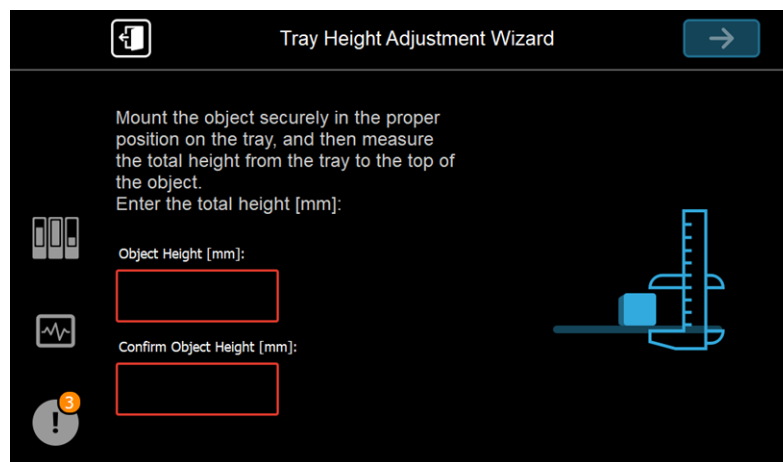 Tray Height Adjustment Wizard
Mount the object securely in the proper
position on the tray, and then measure
the total height from the tray to the top of
the object.
Enter the total height [mm]:
Object Height [mm]:
Confirm Object Height [mm]:
3
!